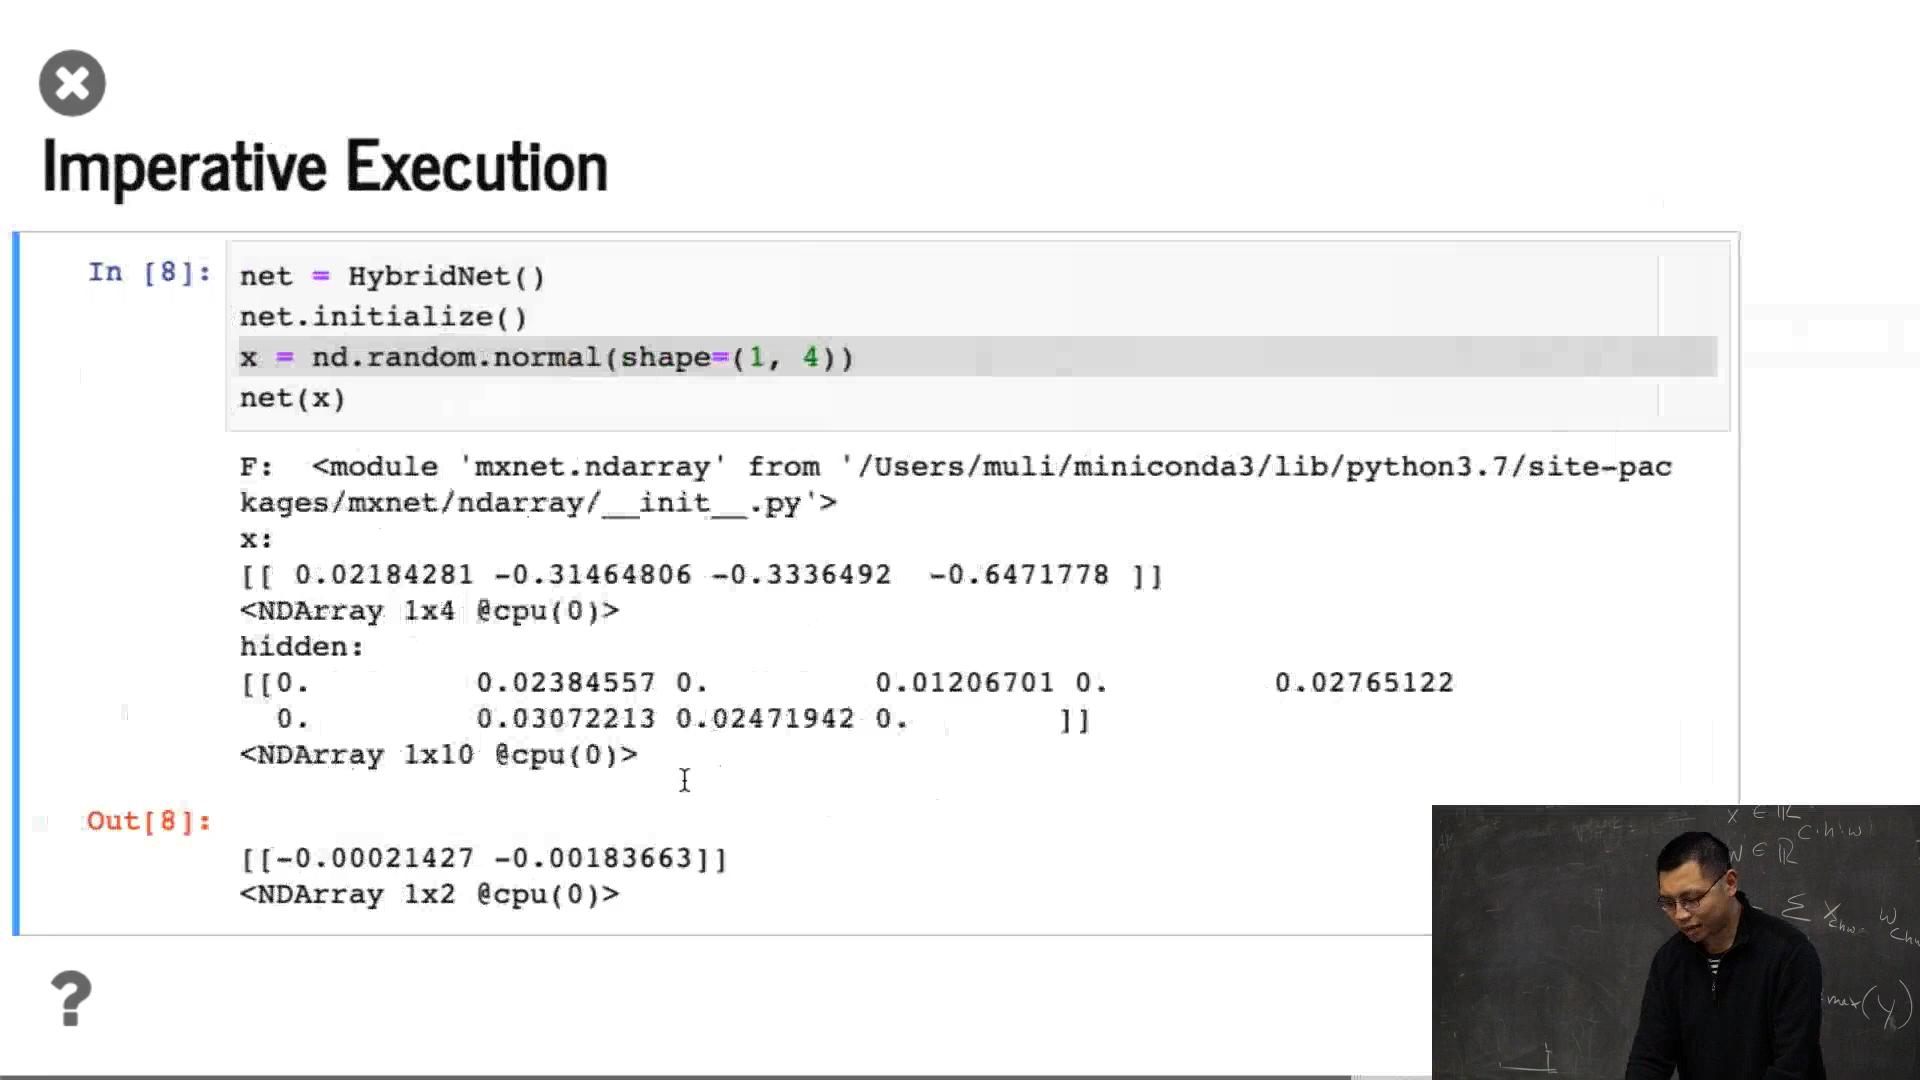 Imperative Execution
In [8]:
net = HybridNet()
net.initialize()
x = nd.random.normal(shape=(1, 4))
net(x)
F:  <module 'mxnet.ndarray' from '/Users/muli/miniconda3/lib/python3.7/site-pac
kages/mxnet/ndarray/__init__.py'>
x:
[[ 0.02184281 -0.31464806 -0.3336492  -0.6471778 ]]
<NDArray 1x4 @cpu(0)>
hidden:
[[0.         0.02384557 0.         0.01206701 0.         0.02765122
  0.         0.03072213 0.02471942 0.        ]]
<NDArray 1x10 @cpu(0)>
Out[8]:
[[-0.00021427 -0.00183663]]
<NDArray 1x2 @cpu(0)>
?
x ∈ ℝ
C·h·w
W ∈ ℝ
Σ x chw w chw
max(y)